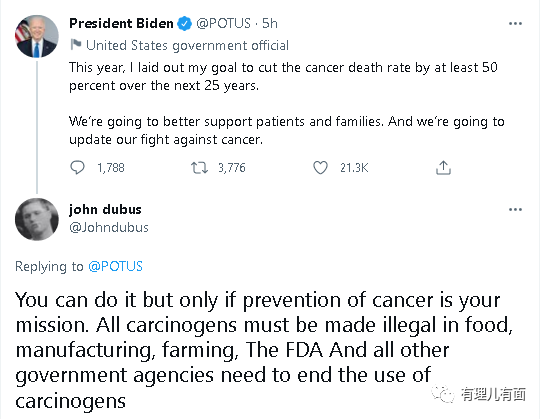 President Biden @POTUS · 5h
United States government official
This year, I laid out my goal to cut the cancer death rate by at least 50
percent over the next 25 years.
We're going to better support patients and families. And we're going to
update our fight against cancer.
1,788 3,776 21.3K
john dubus
@Johndubus
Replying to @POTUS
You can do it but only if prevention of cancer is your
mission. All carcinogens must be made illegal in food,
manufacturing, farming, The FDA And all other
government agencies need to end the use of
carcinogens
有理儿有面